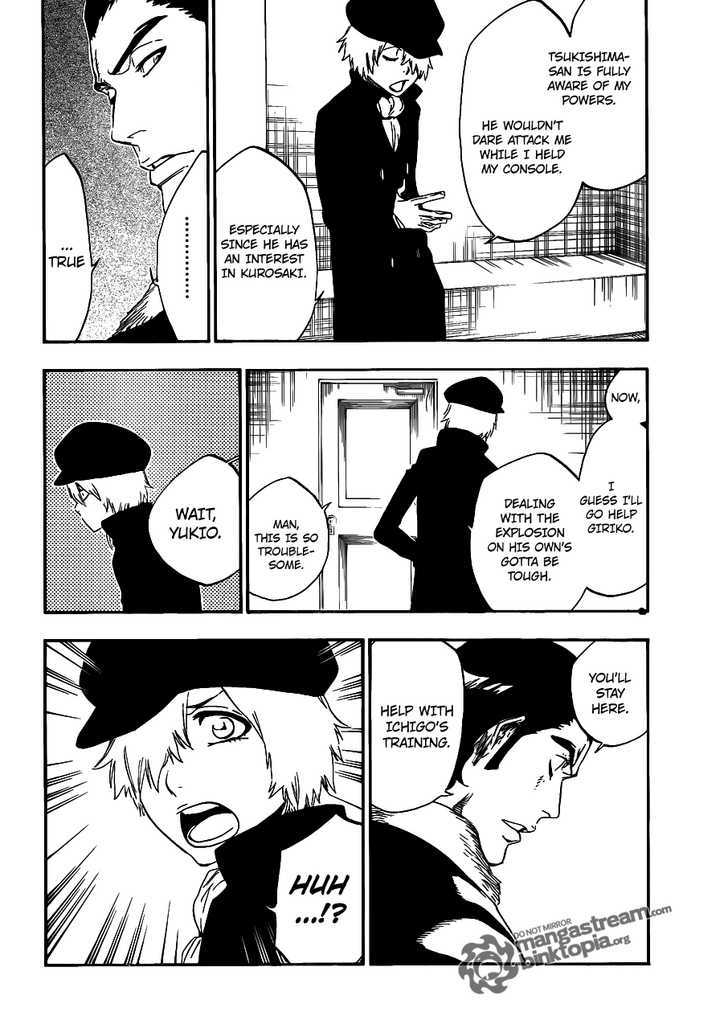 TSUKISHIMA-
SAN IS FULLY
AWARE OF MY
POWERS.
HE WOULDN'T
DARE ATTACK ME
WHILE I HELD
MY CONSOLE.
ESPECIALLY
SINCE HE HAS
AN INTEREST
IN KUROSAKI.
...........
...
TRUE
NOW,
I
GUESS I'LL
GO HELP
GIRIKO.
DEALING
WITH THE
EXPLOSION
ON HIS OWN'S
GOTTA BE
TOUGH.
MAN,
THIS IS SO
TROUBLE-
SOME.
WAIT,
YUKIO.
YOU'LL
STAY
HERE.
HELP WITH
ICHIGO'S
TRAINING.
HUH
...!?
DO NOT MIRROR
mangastream.com
binktopia.org